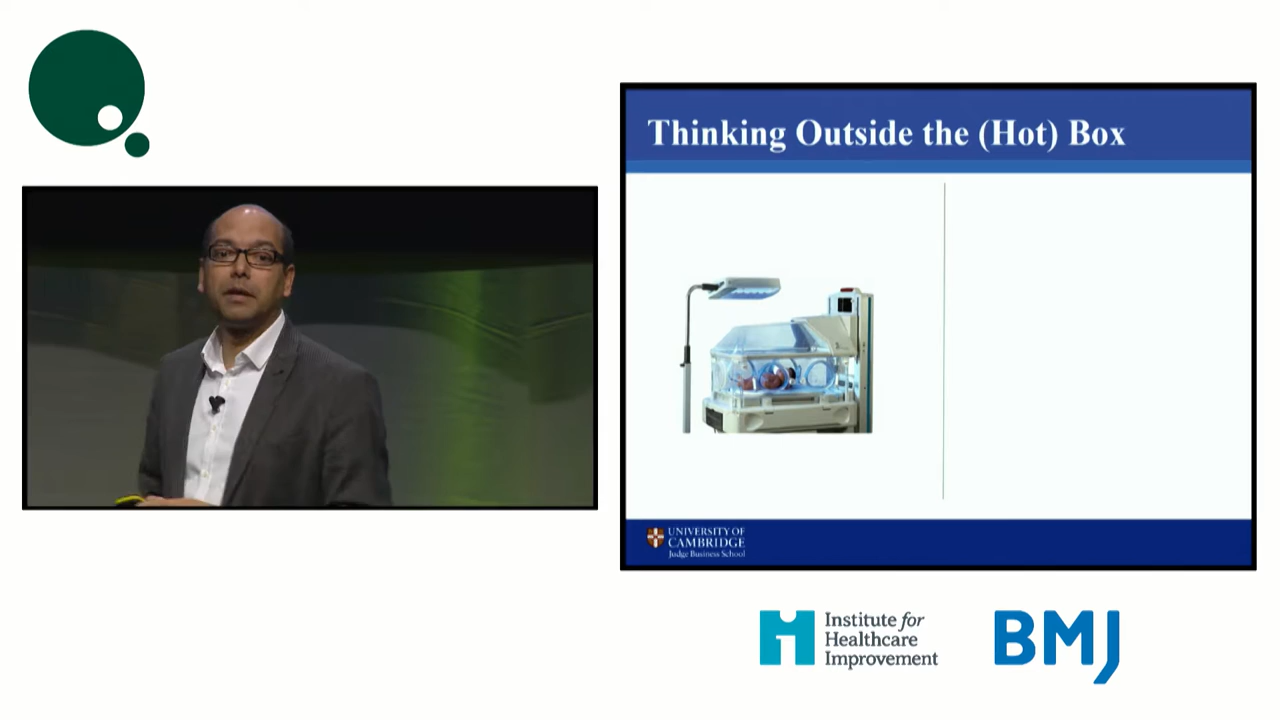 Thinking Outside the (Hot) Box
UNIVERSITY OF
CAMBRIDGE
Judge Business School
Institute for
Healthcare
Improvement
BMJ